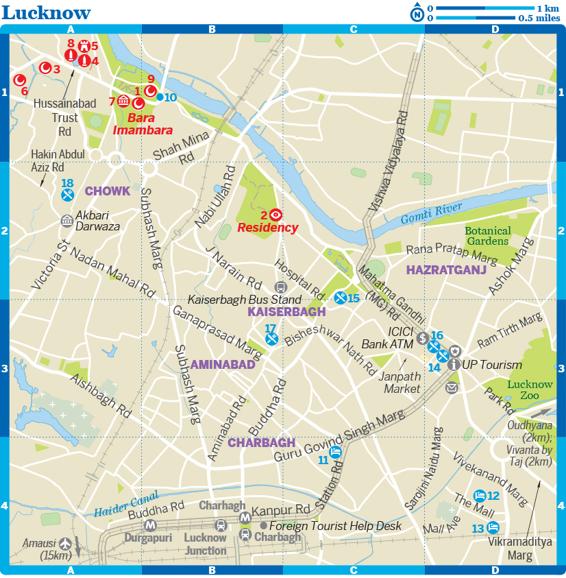 Lucknow
N
0 1 km
0 0.5 miles
A B C D
1
2
3
4
8 5
4
3
6
9
10
1
7
Bara
Imambara
Hussainabad
Trust
Rd
Hakin Abdul
Aziz Rd
Shah Mina
Rd
18
CHOWK
Akbari
Darwaza
Victoria St
Nadan Mahal Rd
Subhash Marg
Nabi Ullah Rd
2
Residency
J Narain Rd
Hospital Rd
Kaiserbagh Bus Stand
KAISERBAGH
15
Vishwa Vidyalaya Rd
Gomti River
Botanical
Gardens
Rana Pratap Marg
HAZRATGANJ
Ashok Marg
Mahatma Gandhi
(MG) Rd
Ganaprasad Marg
17
Bisheshwar Nath Rd
ICICI
Bank ATM
16
14
UP Tourism
Ram Tirth Marg
Janpath
Market
AMINABAD
Subhash Marg
Aishbagh Rd
Aminabad Rd
Buddha Rd
Park Rd
Lucknow
Zoo
Oudhyana
(2km);
Vivanta by
Taj (2km)
CHARBAGH
Guru Govind Singh Marg
11
Station Rd
Sarojini Naidu Marg
Vivekanand Marg
12
The Mall
Mall Ave
13
Vikramaditya
Marg
Haider Canal
Buddha Rd
Charhagh
Kanpur Rd
Foreign Tourist Help Desk
Durgapuri
Lucknow
Junction
Charbagh
Amausi
(15km)
A B C D
1
2
3
4